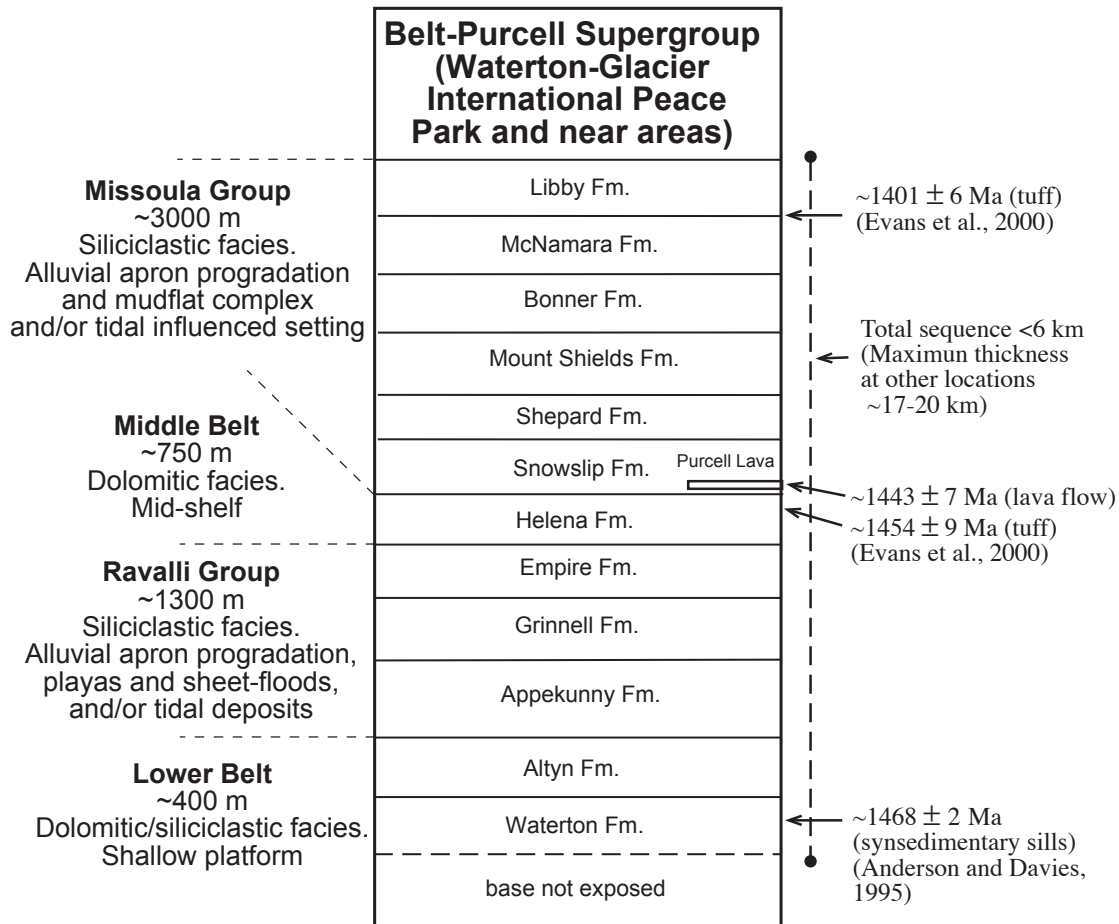 Belt-Purcell Supergroup
(Waterton-Glacier
International Peace
Park and near areas)
Missoula Group
~3000 m
Siliciclastic facies.
Alluvial apron progradation
and mudflat complex
and/or tidal influenced setting
Middle Belt
~750 m
Dolomitic facies.
Mid-shelf
Ravalli Group
~1300 m
Siliciclastic facies.
Alluvial apron progradation,
playas and sheet-floods,
and/or tidal deposits
Lower Belt
~400 m
Dolomitic/siliciclastic facies.
Shallow platform
Libby Fm.
McNamara Fm.
Bonner Fm.
Mount Shields Fm.
Shepard Fm.
Snowslip Fm.
Purcell Lava
Helena Fm.
Empire Fm.
Grinnell Fm.
Appekunny Fm.
Altyn Fm.
Waterton Fm.
base not exposed
~1401 ± 6 Ma (tuff)
(Evans et al., 2000)
Total sequence <6 km
(Maximun thickness
at other locations
~17-20 km)
~1443 ± 7 Ma (lava flow)
~1454 ± 9 Ma (tuff)
(Evans et al., 2000)
~1468 ± 2 Ma
(synsedimentary sills)
(Anderson and Davies,
1995)